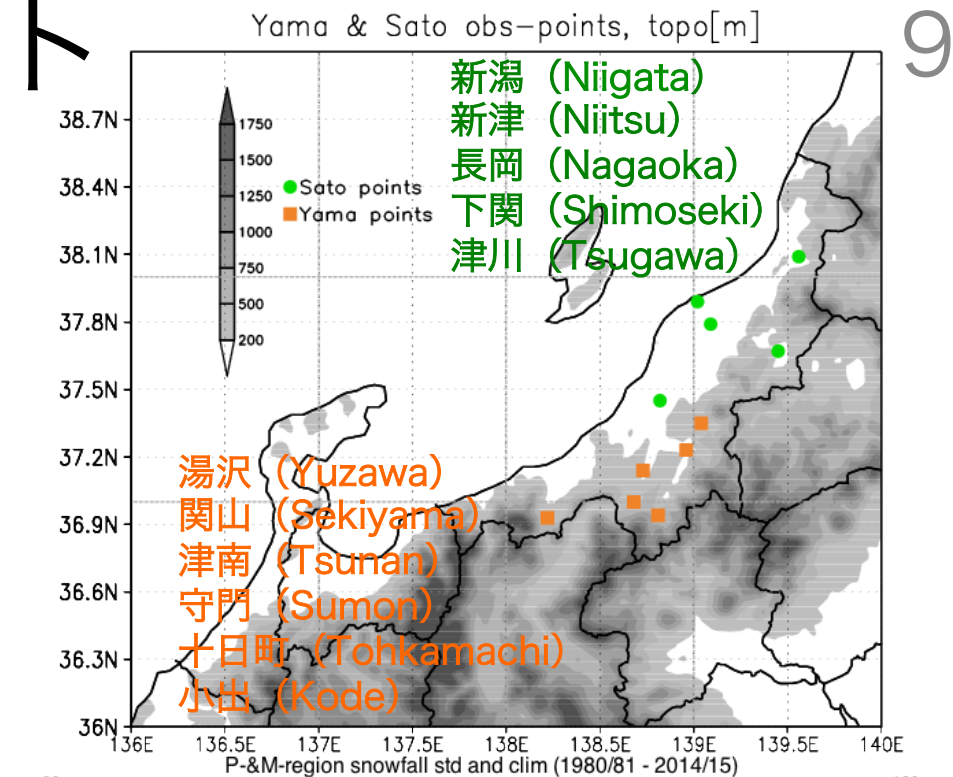 ト
9
Yama & Sato obs-points, topo[m]
新潟（Niigata）
新津（Niitsu）
長岡（Nagaoka）
下関（Shimoseki）
津川（Tsugawa）
1750
1500
1250
1000
750
500
200
Sato points
Yama points
38.7N
38.4N
38.1N
37.8N
37.5N
37.2N
36.9N
36.6N
36.3N
36N
湯沢（Yuzawa）
関山（Sekiyama）
津南（Tsunan）
守門（Sumon）
十日町（Tohkamachi）
小出（Kode）
136E 136.5E 137E 137.5E 138E 138.5E 139E 139.5E 140E
P-&M-region snowfall std and clim (1980/81 - 2014/15)